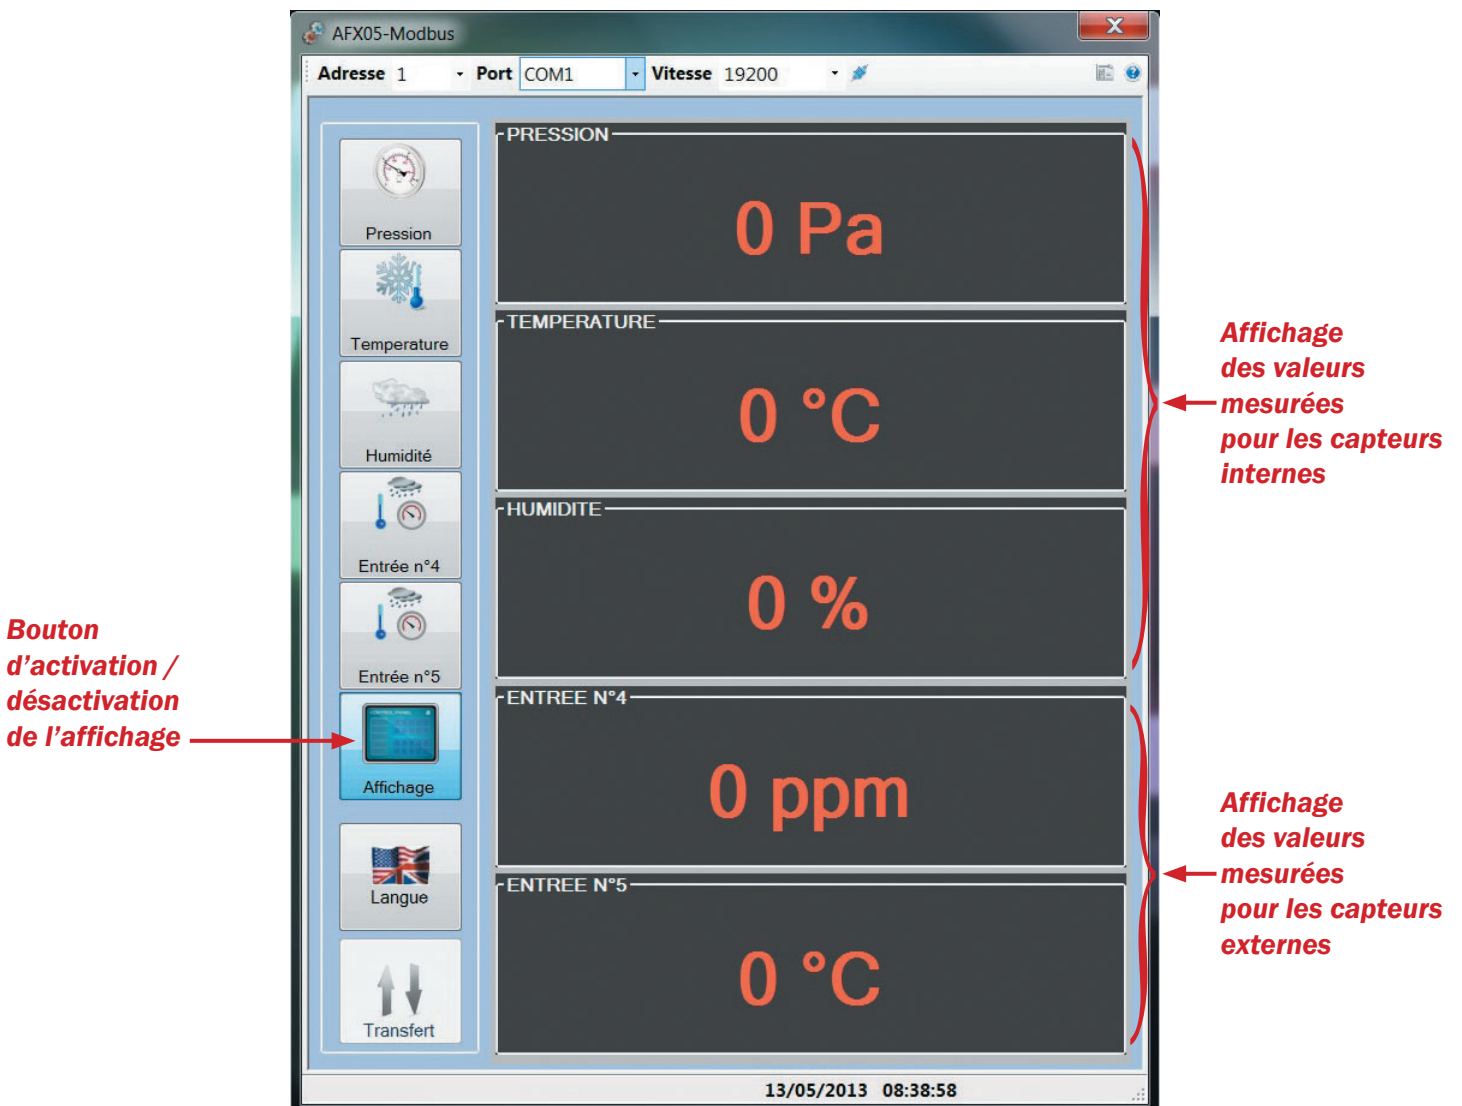 AFX05-Modbus
Adresse 1 Port COM1 Vitesse 19200
Pression
Temperature
Humidité
Entrée n°4
Entrée n°5
Affichage
Langue
Transfert
PRESSION
0 Pa
TEMPERATURE
0 °C
HUMIDITE
0 %
ENTREE N°4
0 ppm
ENTREE N°5
0 °C
13/05/2013 08:38:58
Bouton
d'activation /
désactivation
de l'affichage
Affichage
des valeurs
mesurées
pour les capteurs
internes
Affichage
des valeurs
mesurées
pour les capteurs
externes